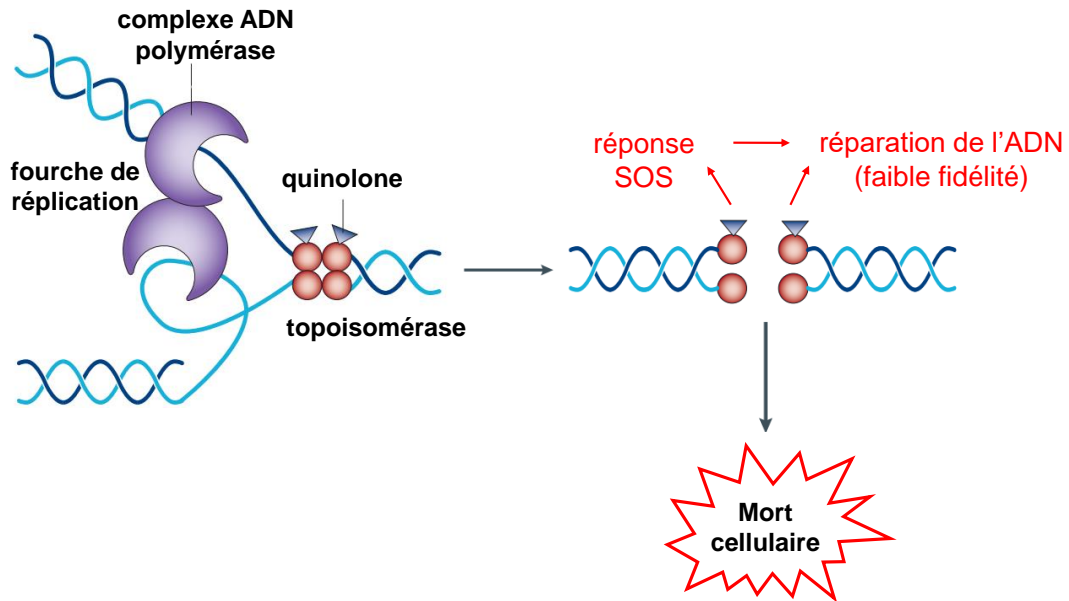 complexe ADN
polymérase
fourche de
réplication
quinolone
topoisomérase
réponse
SOS
réparation de l’ADN
(faible fidélité)
Mort
cellulaire